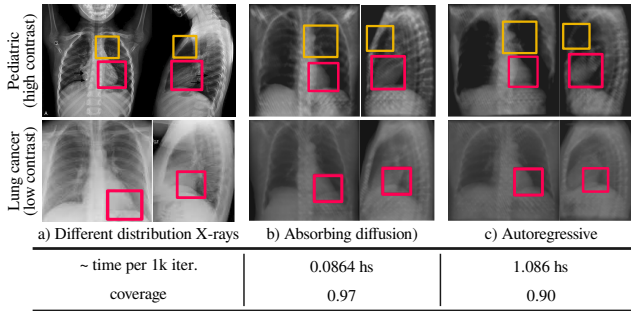 Pediatric
(high contrast)
A
Lung cancer
(low contrast)
a) Different distribution X-rays
b) Absorbing diffusion)
c) Autoregressive
~ time per 1k iter.
0.0864 hs
1.086 hs
coverage
0.97
0.90